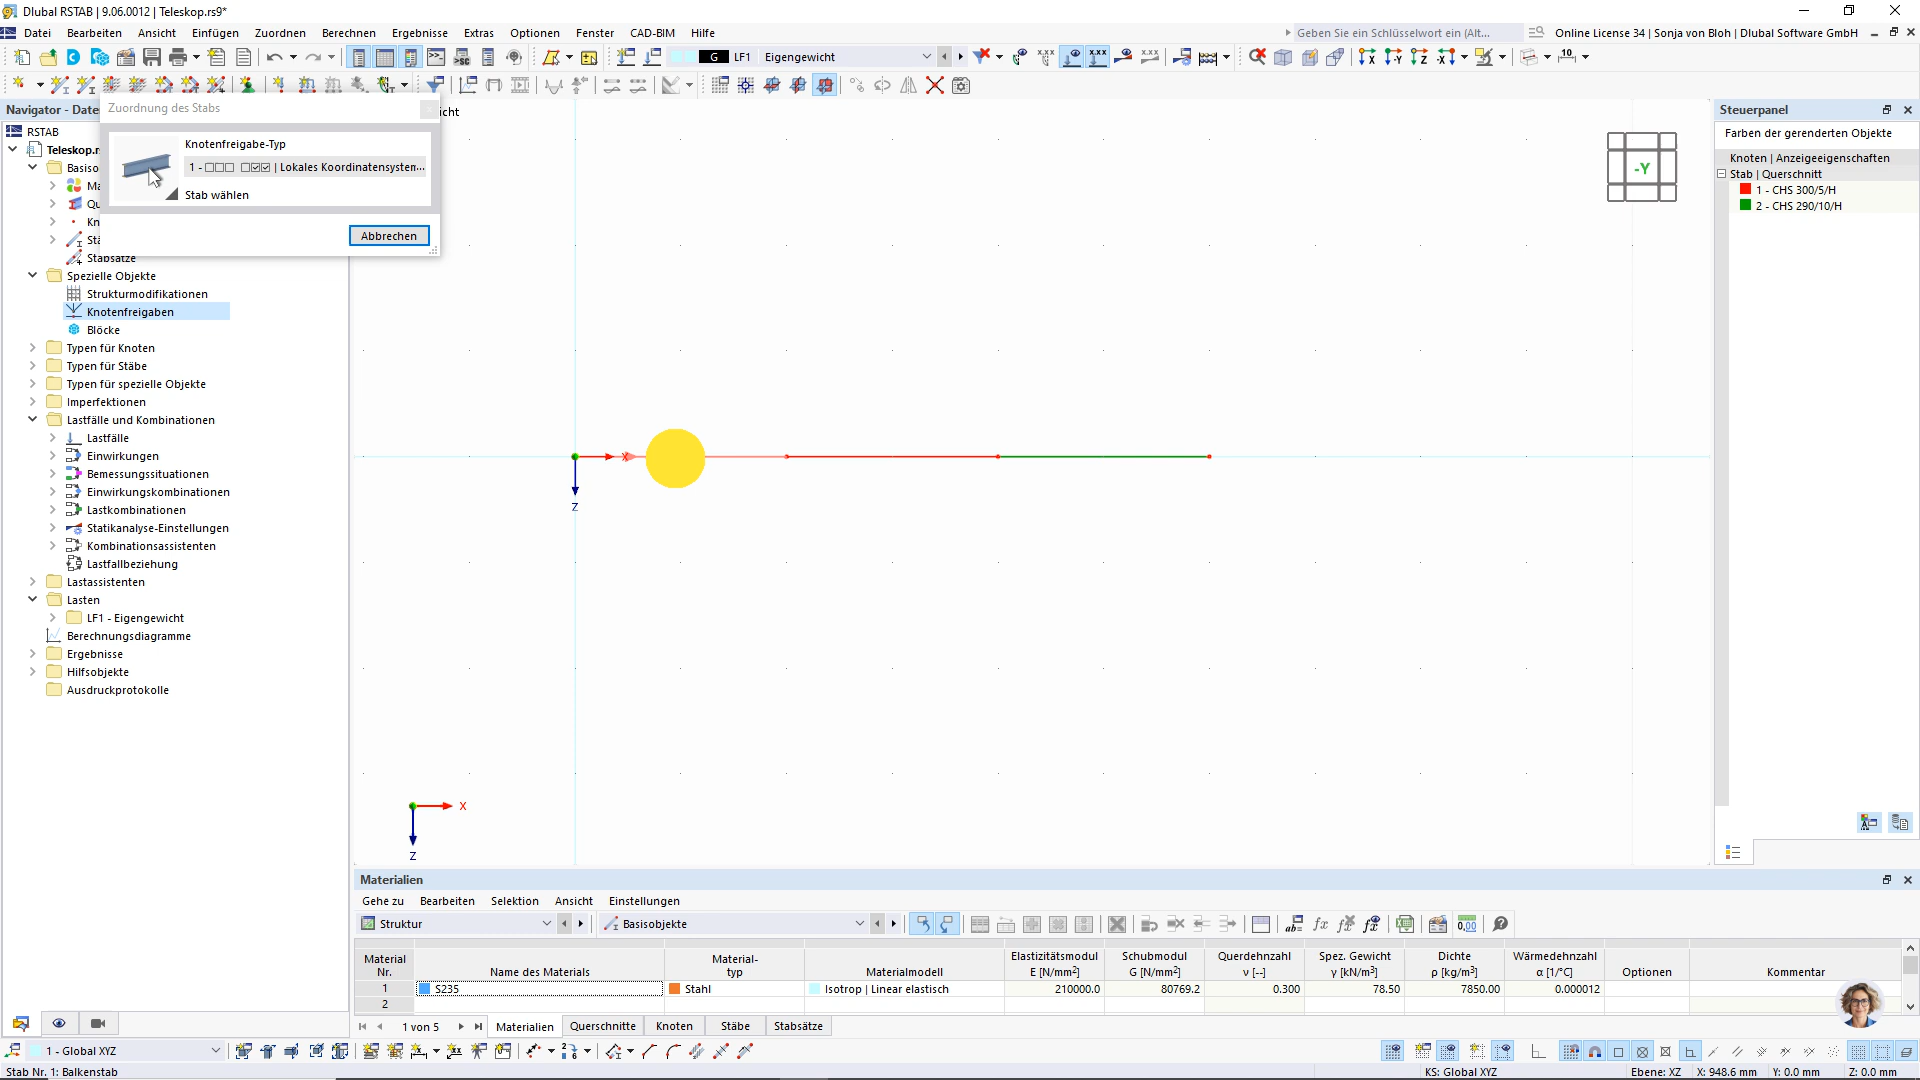 Dlubal RSTAB | 9.06.0012 | Teleskop.rs9*
Datei Bearbeiten Ansicht Einfügen Zuordnen Berechnen Ergebnisse Extras Optionen Fenster CAD-BIM Hilfe
Geben Sie ein Schlüsselwort ein (Alt...
Online License 34 | Sonja von Bloh | Dlubal Software GmbH
G LF1 Eigengewicht
Navigator - Date
Zuordnung des Stabs
icht
Knotenfreigabe-Typ
1 - | Lokales Koordinatensystem...
Stab wählen
Abbrechen
RSTAB
Teleskop.r
Basiso
Ma
Qu
Kn
Stä
Stabsätze
Spezielle Objekte
Strukturmodifikationen
Knotenfreigaben
Blöcke
Typen für Knoten
Typen für Stäbe
Typen für spezielle Objekte
Imperfektionen
Lastfälle und Kombinationen
Lastfälle
Einwirkungen
Bemessungssituationen
Einwirkungskombinationen
Lastkombinationen
Statikanalyse-Einstellungen
Kombinationsassistenten
Lastfallbeziehung
Lastassistenten
Lasten
LF1 - Eigengewicht
Berechnungsdiagramme
Ergebnisse
Hilfsobjekte
Ausdruckprotokolle
X
Z
X
Z
-Y
Steuerpanel
Farben der gerenderten Objekte
Knoten | Anzeigeeigenschaften
Stab | Querschnitt
1 - CHS 300/5/H
2 - CHS 290/10/H
Materialien
Gehe zu Bearbeiten Selektion Ansicht Einstellungen
Struktur Basisobjekte
Material Nr. Name des Materials Material-typ Materialmodell Elastizitätsmodul E [N/mm²] Schubmodul G [N/mm²] Querdehnzahl ν [--] Spez. Gewicht γ [kN/m³] Dichte ρ [kg/m³] Wärmedehnzahl α [1/°C] Optionen Kommentar
1 S235 Stahl Isotrop | Linear elastisch 210000.0 80769.2 0.300 78.50 7850.00 0.000012
2
1 von 5 Materialien Querschnitte Knoten Stäbe Stabsätze
1 - Global XYZ
Stab Nr. 1: Balkenstab
KS: Global XYZ Ebene: XZ X: 948.6 mm Y: 0.0 mm Z: 0.0 mm